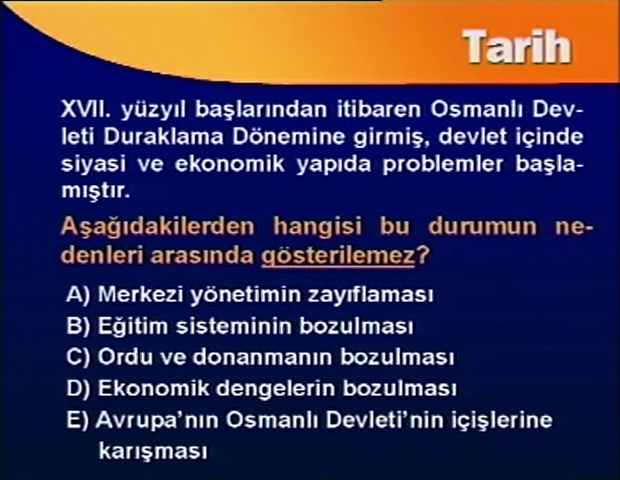 Tarih
XVII. yüzyıl başlarından itibaren Osmanlı Dev-
leti Duraklama Dönemine girmiş, devlet içinde
siyasi ve ekonomik yapıda problemler başla-
mıştır.
Aşağıdakilerden hangisi bu durumun ne-
denleri arasında gösterilemez?
A) Merkezi yönetimin zayıflaması
B) Eğitim sisteminin bozulması
C) Ordu ve donanmanın bozulması
D) Ekonomik dengelerin bozulması
E) Avrupa'nın Osmanlı Devleti'nin içişlerine
karışması